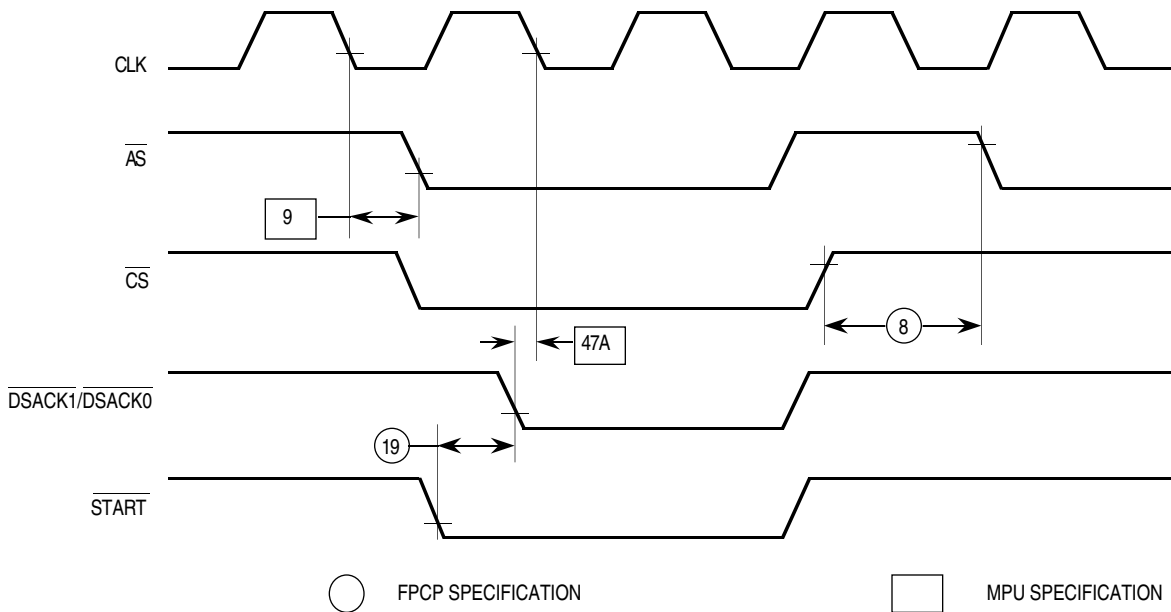 CLK
AS
9
CS
8
47A
DSACK1/DSACK0
19
START
FPCP SPECIFICATION
MPU SPECIFICATION